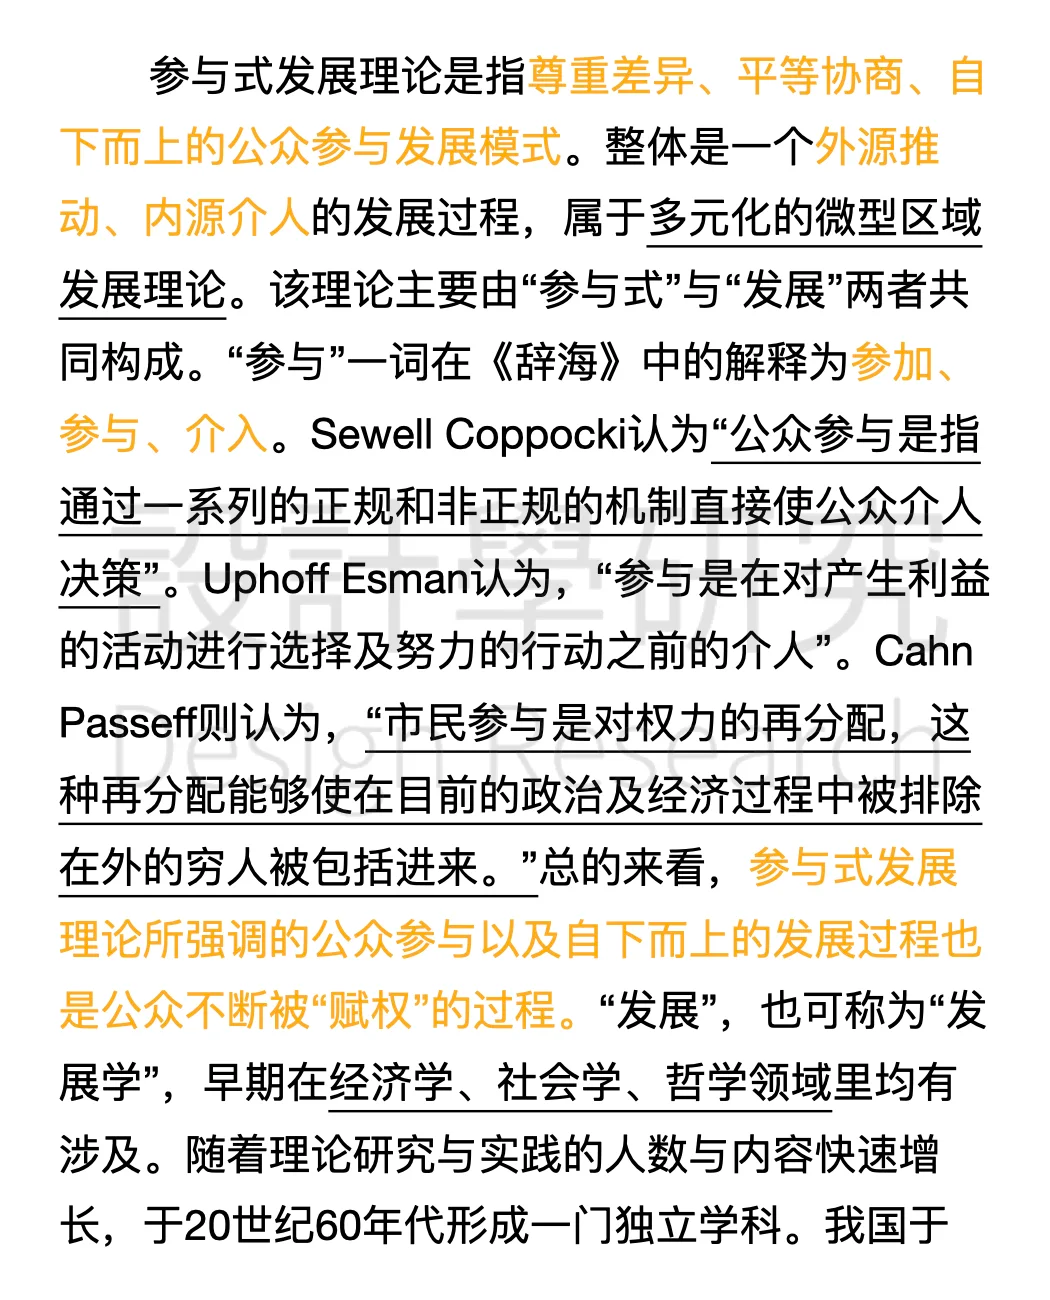 参与式发展理论是指尊重差异、平等协商、自
下而上的公众参与发展模式。整体是一个外源推
动、内源介人的发展过程，属于多元化的微型区域
发展理论。该理论主要由“参与式”与“发展”两者共
同构成。“参与”一词在《辞海》中的解释为参加、
参与、介入。Sewell Coppocki认为“公众参与是指
通过一系列的正规和非正规的机制直接使公众介人
决策”。Uphoff Esman认为，“参与是在对产生利益
的活动进行选择及努力的行动之前的介人”。Cahn
Passeff则认为，“市民参与是对权力的再分配，这
种再分配能够使在目前的政治及经济过程中被排除
在外的穷人被包括进来。”总的来看，参与式发展
理论所强调的公众参与以及自下而上的发展过程也
是公众不断被“赋权”的过程。“发展”，也可称为“发
展学”，早期在经济学、社会学、哲学领域里均有
涉及。随着理论研究与实践的人数与内容快速增
长，于20世纪60年代形成一门独立学科。我国于
設計學研究
Design Research